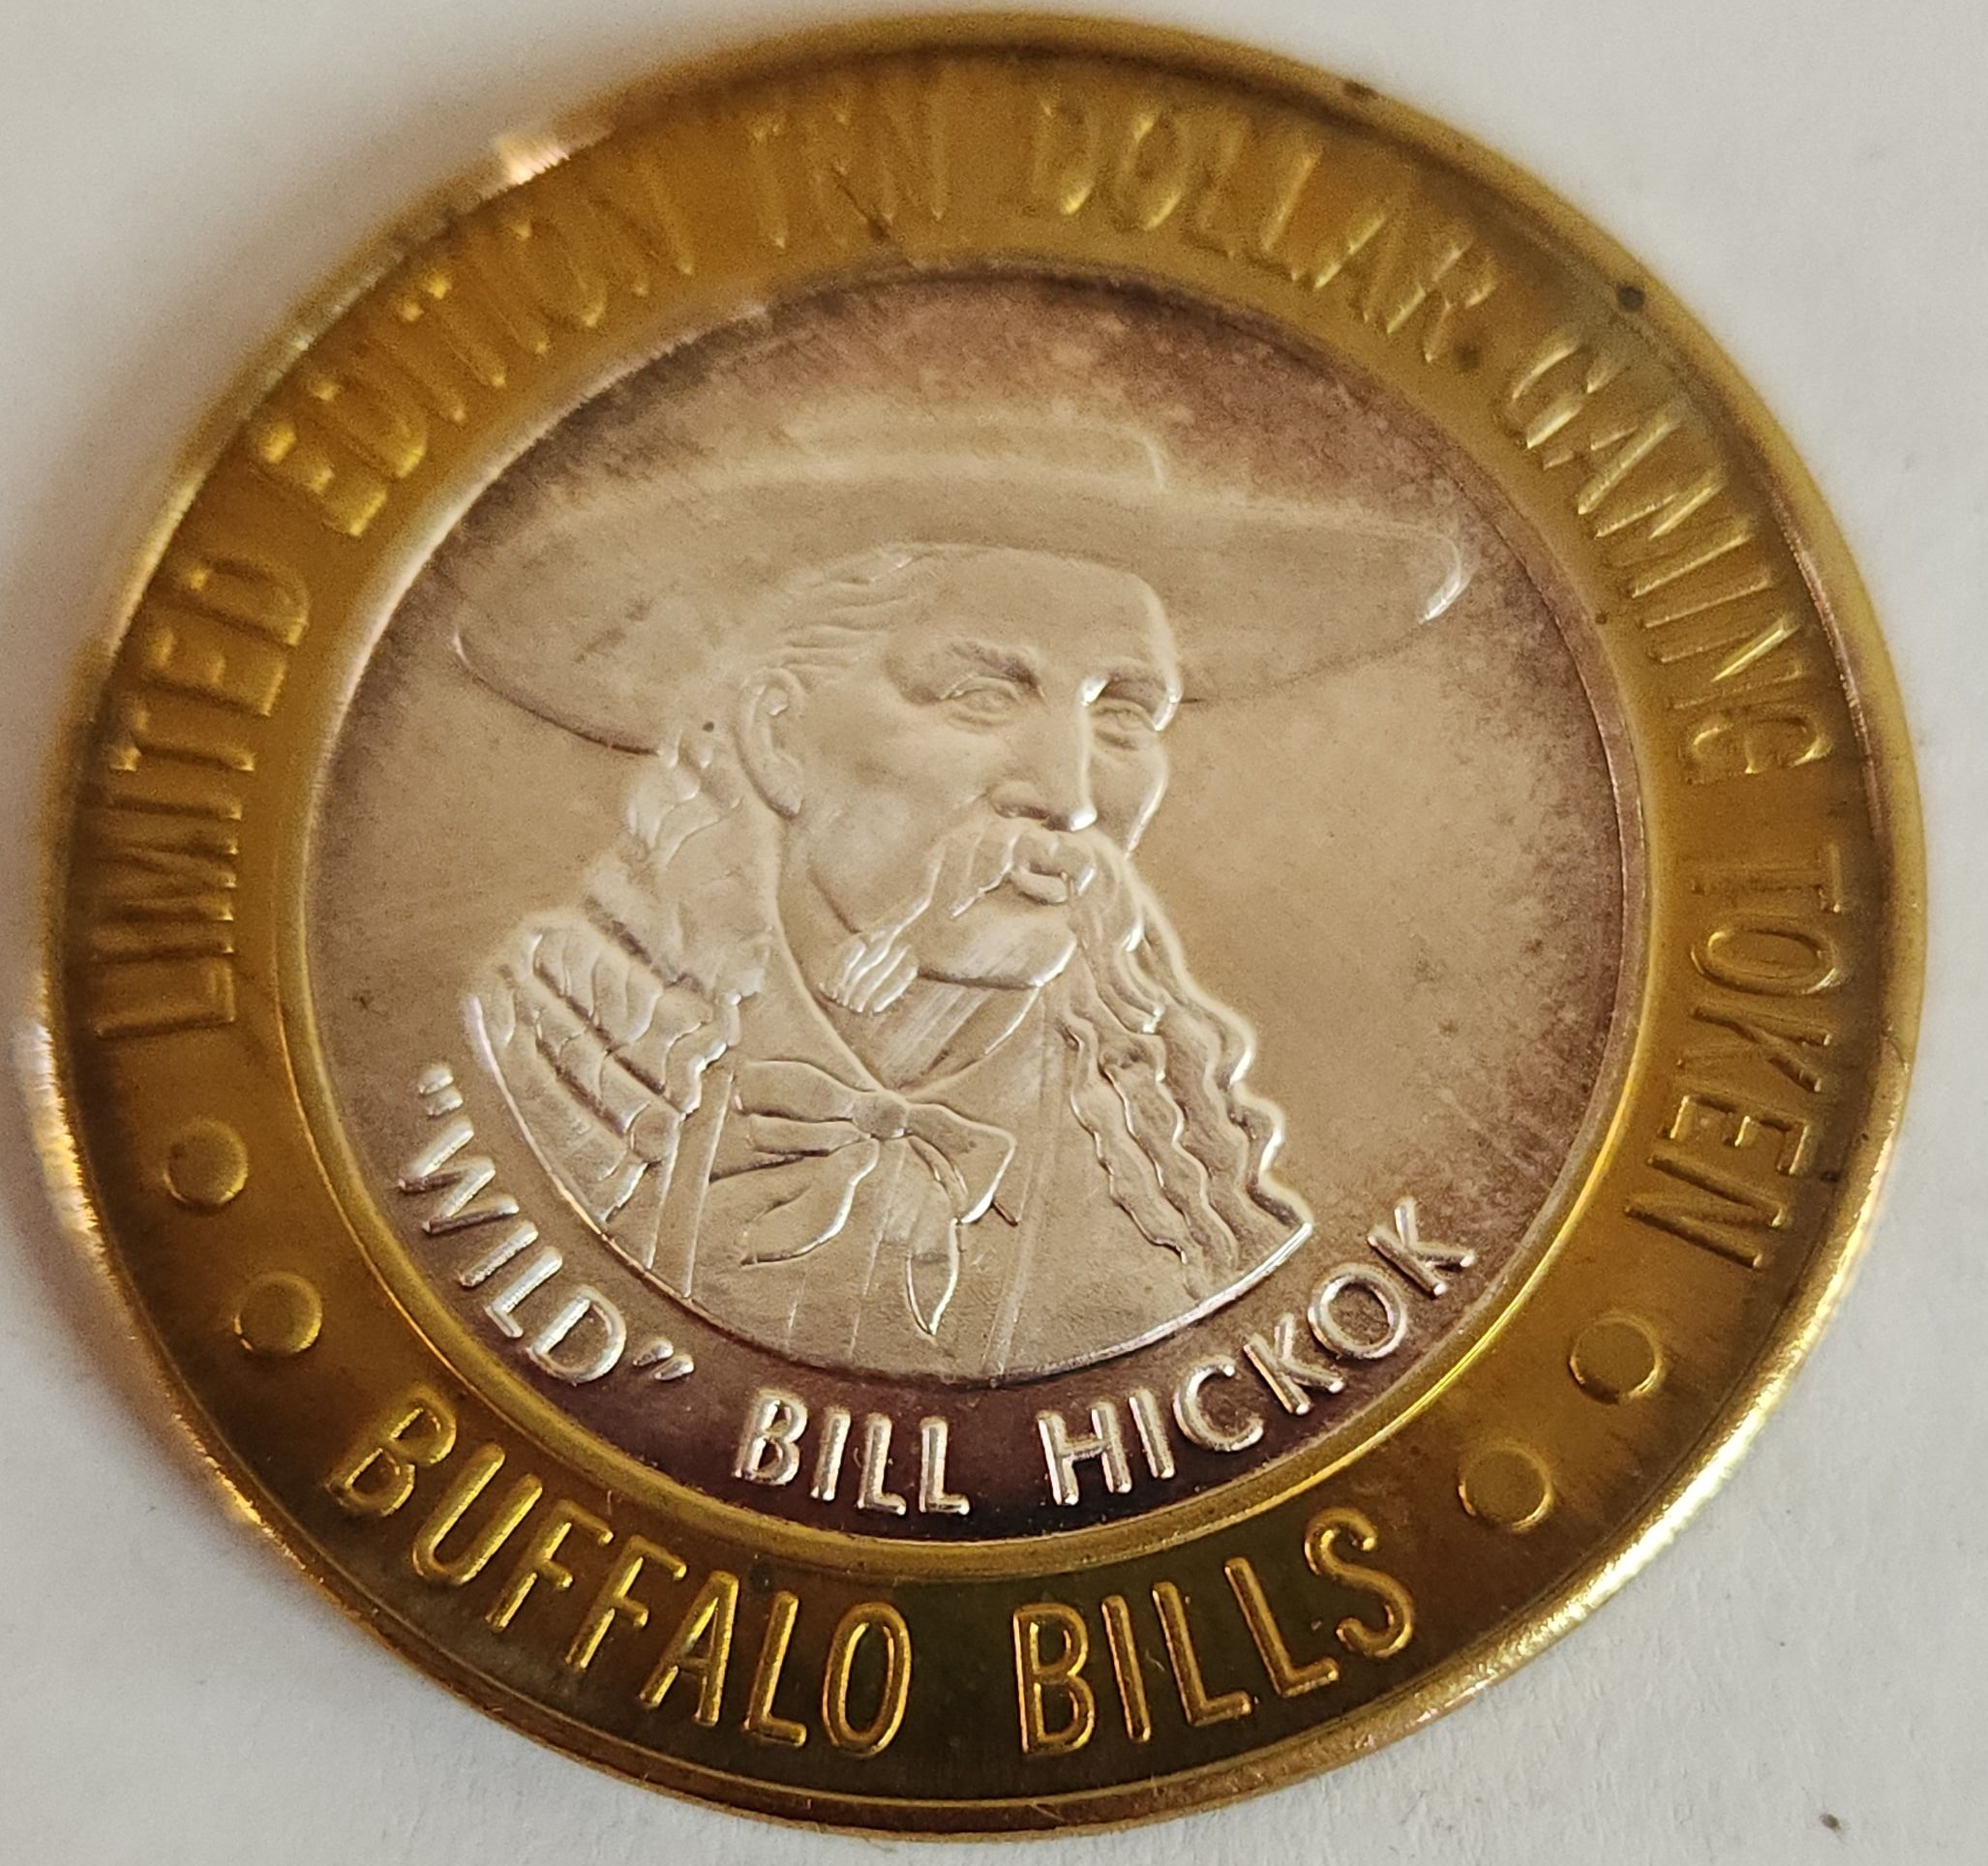 LIMITED EDITION TEN DOLLAR GAMING TOKEN
"WILD" BILL HICKOK
BUFFALO BILLS